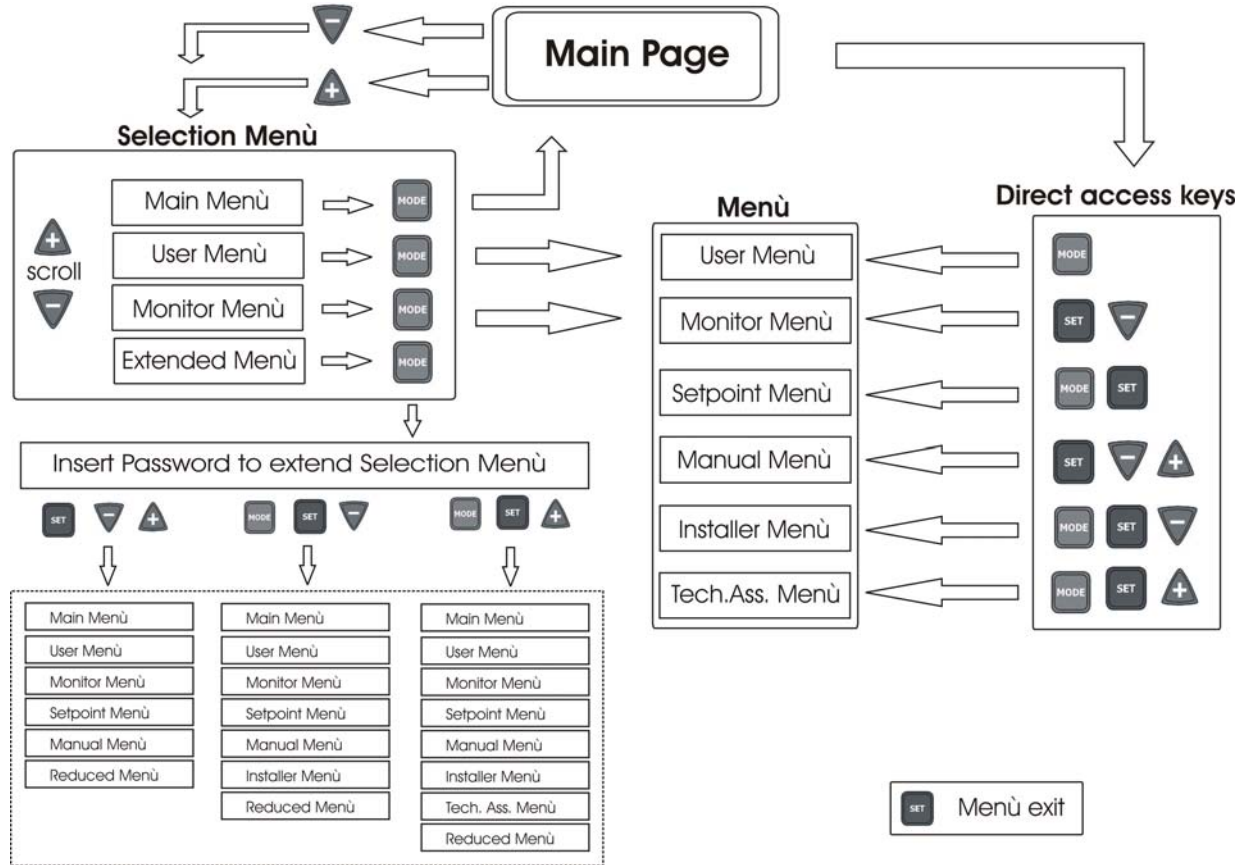 Main Page
Selection Menù
Main Menù
MODE
User Menù
MODE
scroll
Monitor Menù
MODE
Extended Menù
MODE
Insert Password to extend Selection Menù
SET
MODE SET
MODE SET
Main Menù
User Menù
Monitor Menù
Setpoint Menù
Manual Menù
Reduced Menù
Main Menù
User Menù
Monitor Menù
Setpoint Menù
Manual Menù
Installer Menù
Reduced Menù
Main Menù
User Menù
Monitor Menù
Setpoint Menù
Manual Menù
Installer Menù
Tech. Ass. Menù
Reduced Menù
Menù
User Menù
Monitor Menù
Setpoint Menù
Manual Menù
Installer Menù
Tech.Ass. Menù
Direct access keys
MODE
SET
MODE SET
SET
MODE SET
MODE SET
SET Menù exit